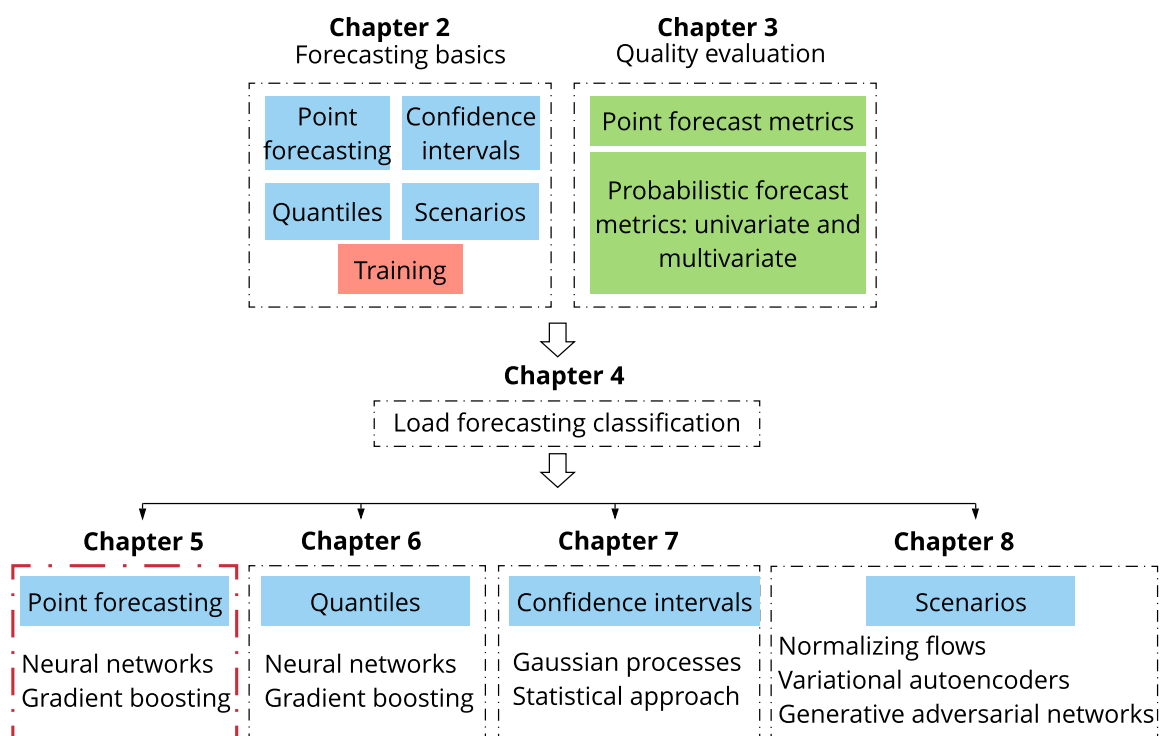 Chapter 2
Forecasting basics
Point
forecasting
Confidence
intervals
Quantiles
Scenarios
Training
Chapter 3
Quality evaluation
Point forecast metrics
Probabilistic forecast
metrics: univariate and
multivariate
Chapter 4
Load forecasting classification
Chapter 5
Point forecasting
Neural networks
Gradient boosting
Chapter 6
Quantiles
Neural networks
Gradient boosting
Chapter 7
Confidence intervals
Gaussian processes
Statistical approach
Chapter 8
Scenarios
Normalizing flows
Variational autoencoders
Generative adversarial networks